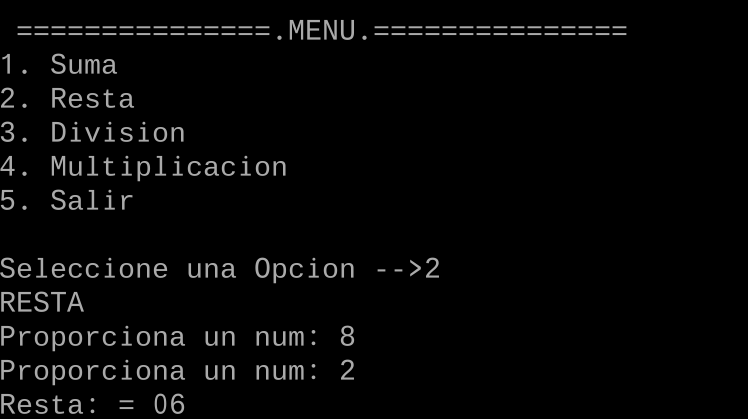 ===============.MENU.===============
1. Suma
2. Resta
3. Division
4. Multiplicacion
5. Salir
Seleccione una Opcion -->2
RESTA
Proporciona un num: 8
Proporciona un num: 2
Resta: = 06